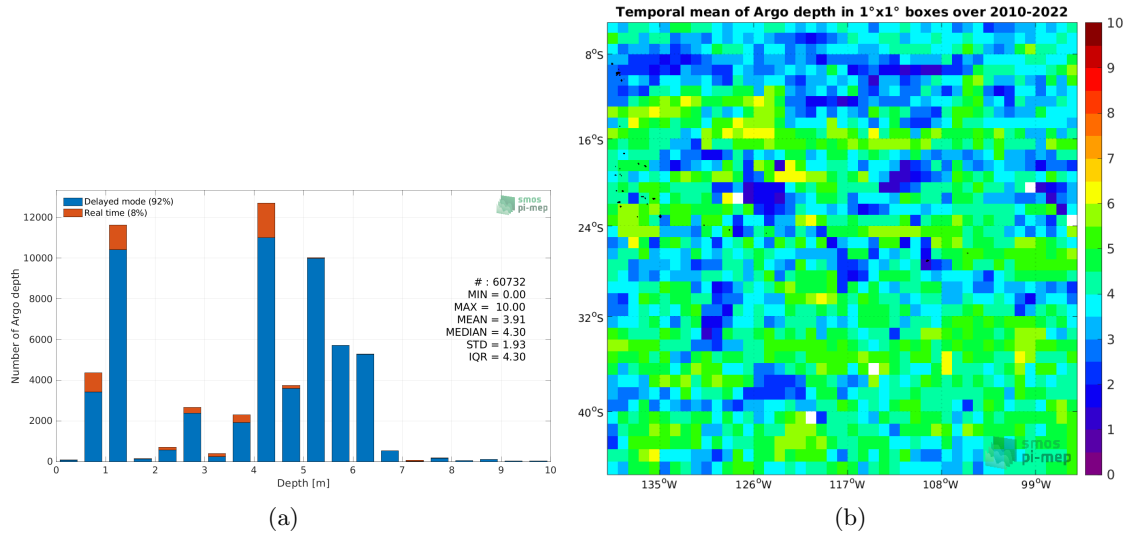 Delayed mode (92%)
Real time (8%)
smos
pi-mep
# : 60732
MIN = 0.00
MAX = 10.00
MEAN = 3.91
MEDIAN = 4.30
STD = 1.93
IQR = 4.30
Number of Argo depth
12000
10000
8000
6000
4000
2000
0
0 1 2 3 4 5 6 7 8 9 10
Depth [m]
(a)
Temporal mean of Argo depth in 1°x1° boxes over 2010-2022
8°S
16°S
24°S
32°S
40°S
135°W 126°W 117°W 108°W 99°W
smos
pi-mep
10
9
8
7
6
5
4
3
2
1
0
(b)